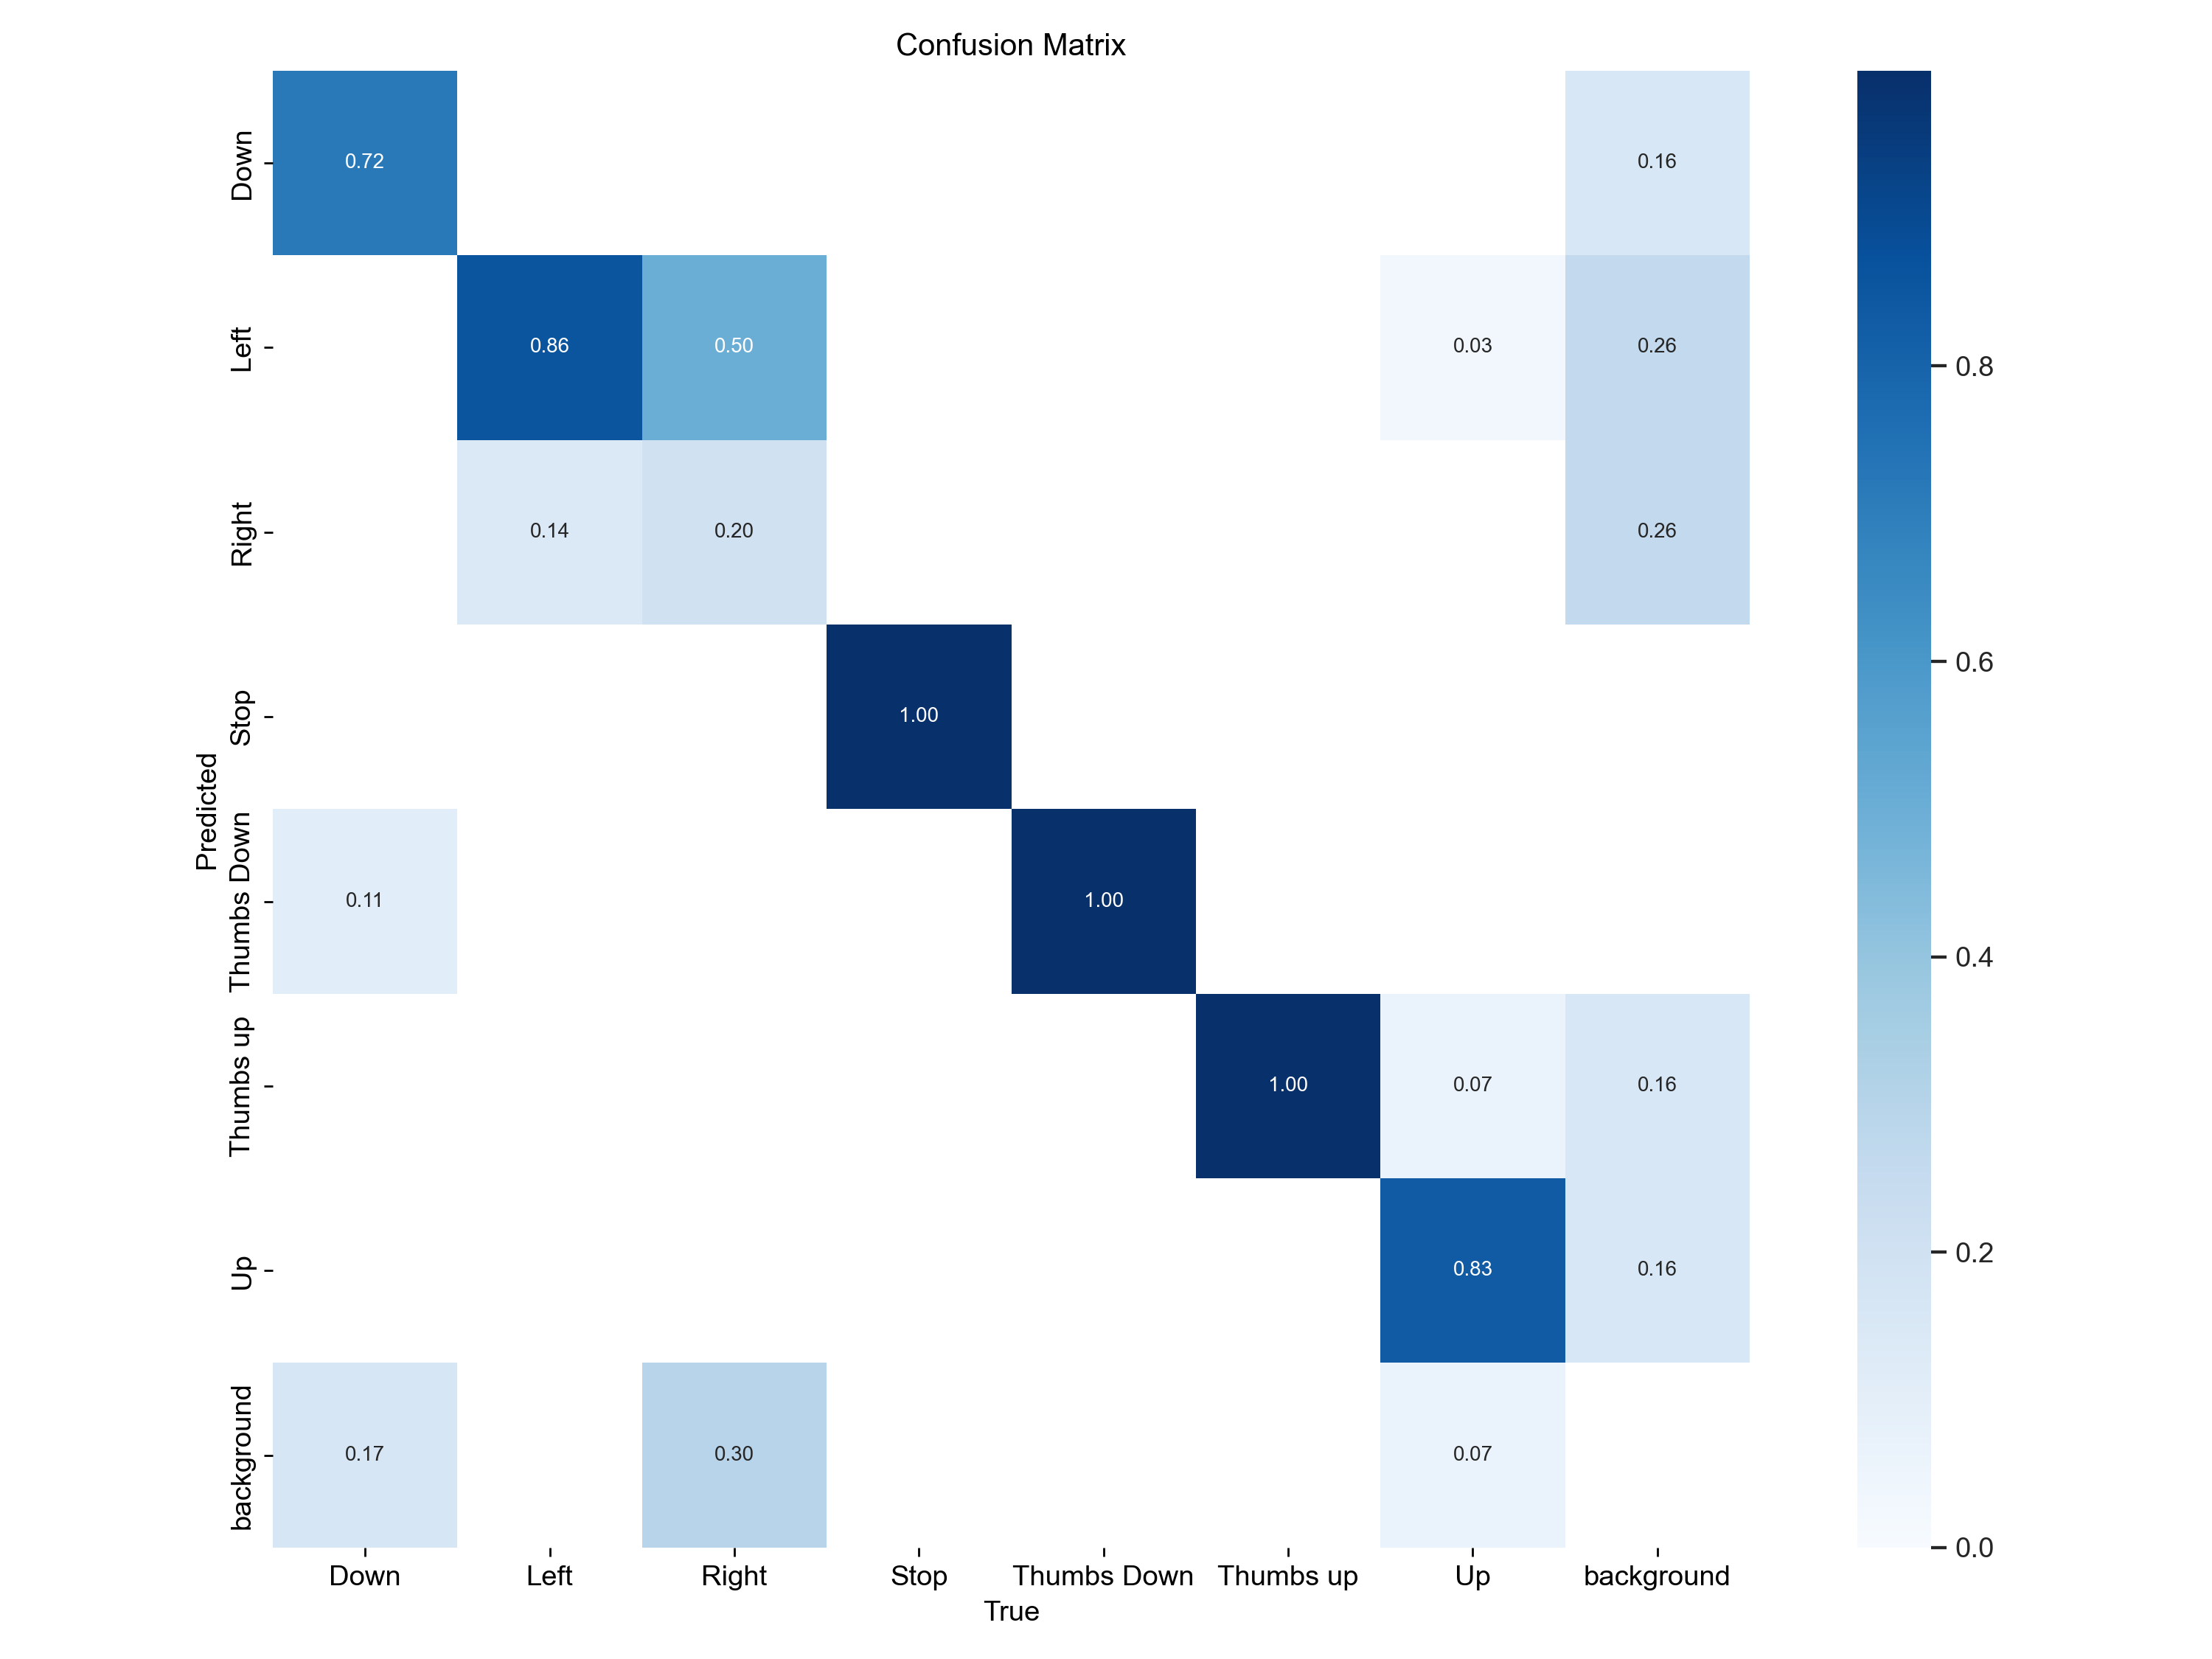 Confusion Matrix
Down
0.72
0.16
Left
0.86
0.50
0.03
0.26
0.8
Right
0.14
0.20
0.26
0.6
Stop
1.00
Predicted
Thumbs Down
0.11
1.00
0.4
Thumbs up
1.00
0.07
0.16
Up
0.83
0.16
0.2
background
0.17
0.30
0.07
0.0
Down Left Right Stop Thumbs Down Thumbs up Up background
True